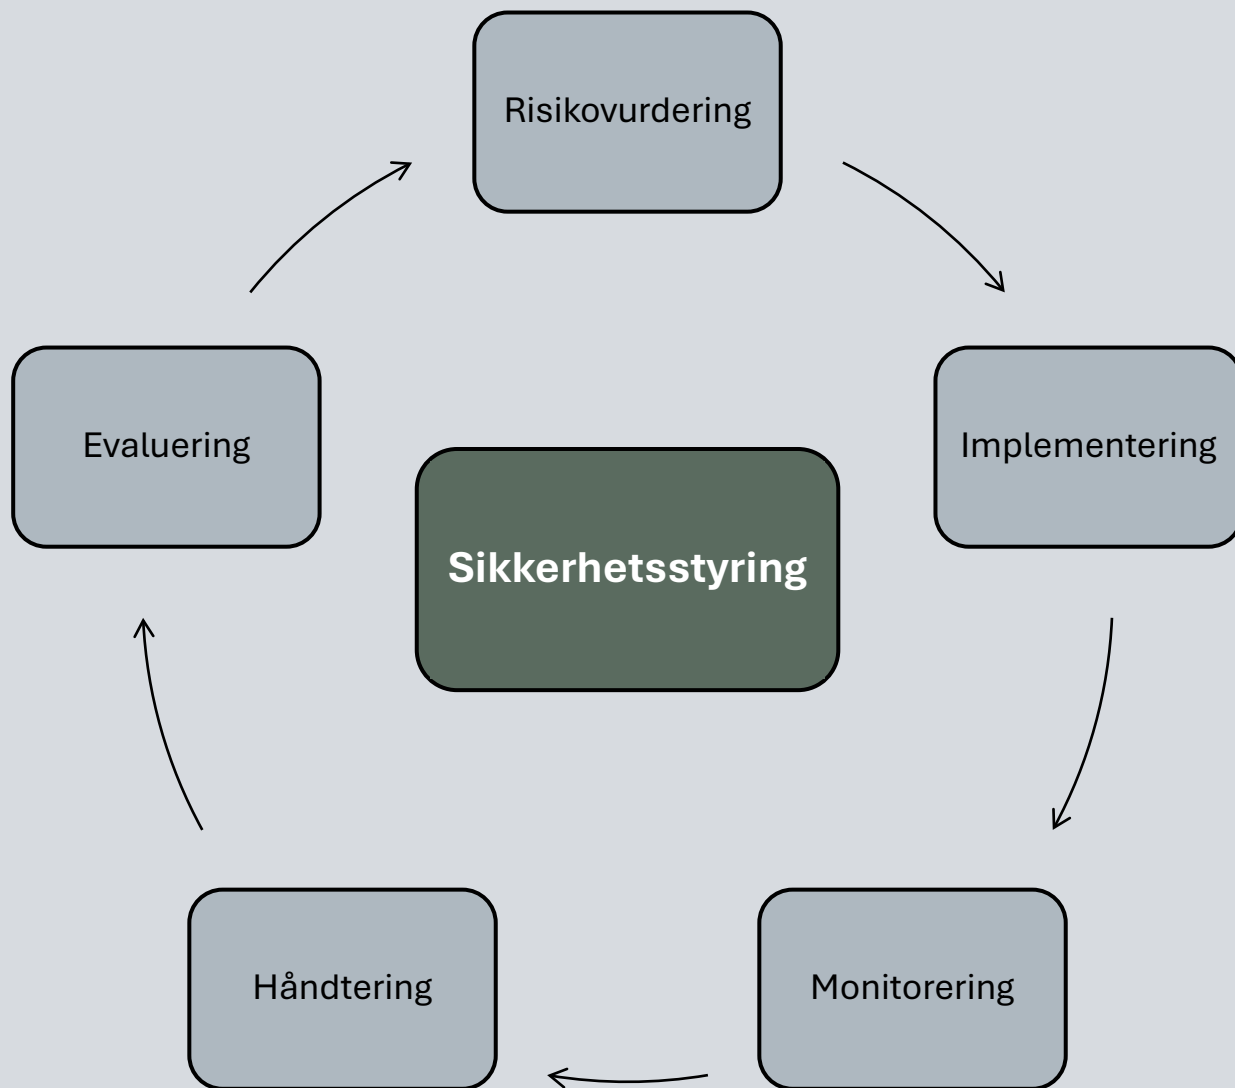 Risikovurdering
Evaluering
Implementering
Sikkerhetsstyring
Håndtering
Monitorering